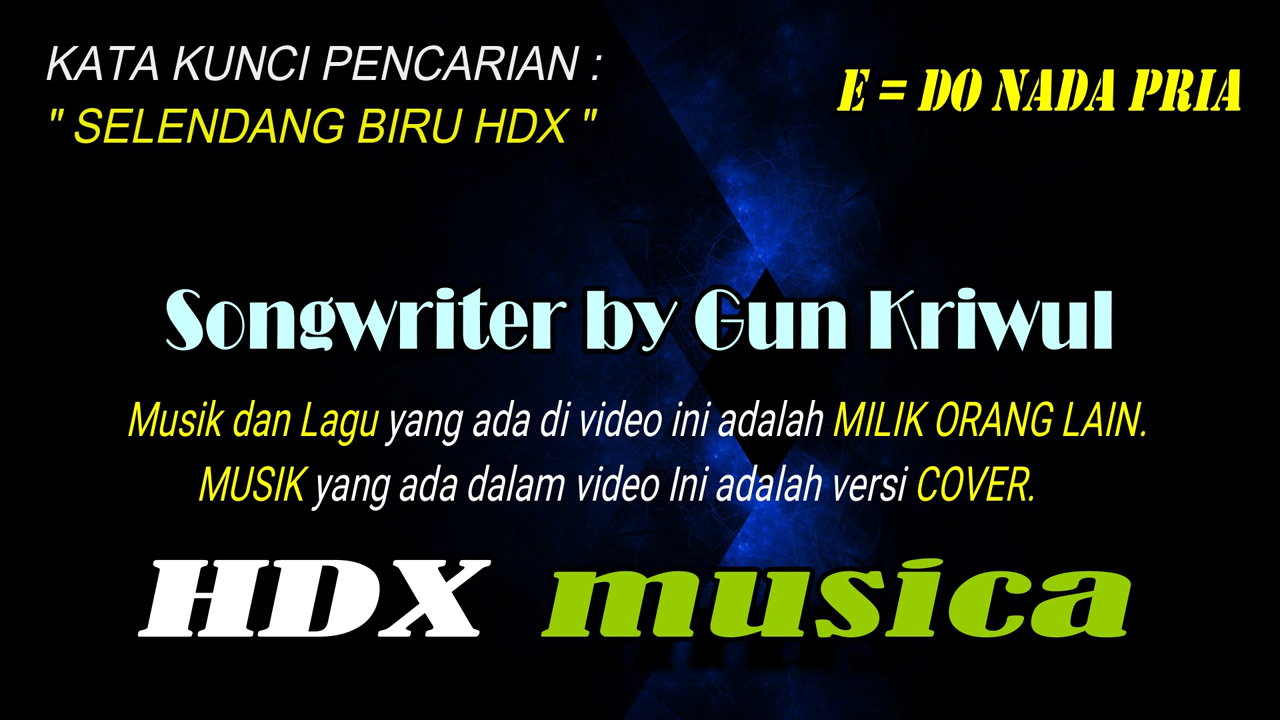 KATA KUNCI PENCARIAN :
" SELENDANG BIRU HDX "
E = DO NADA PRIA
Songwriter by Gun Kriwul
Musik dan Lagu yang ada di video ini adalah MILIK ORANG LAIN.
MUSIK yang ada dalam video Ini adalah versi COVER.
HDX musica